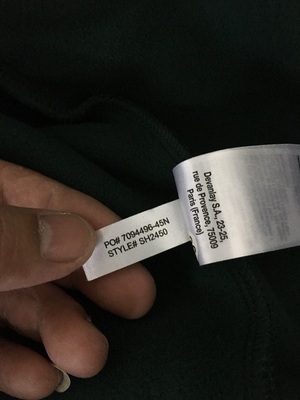 PO# 7094496-45N
STYLE# SH2450
Devanlay S.A., 23-25,
rue de Provence, 75009
Paris (France)